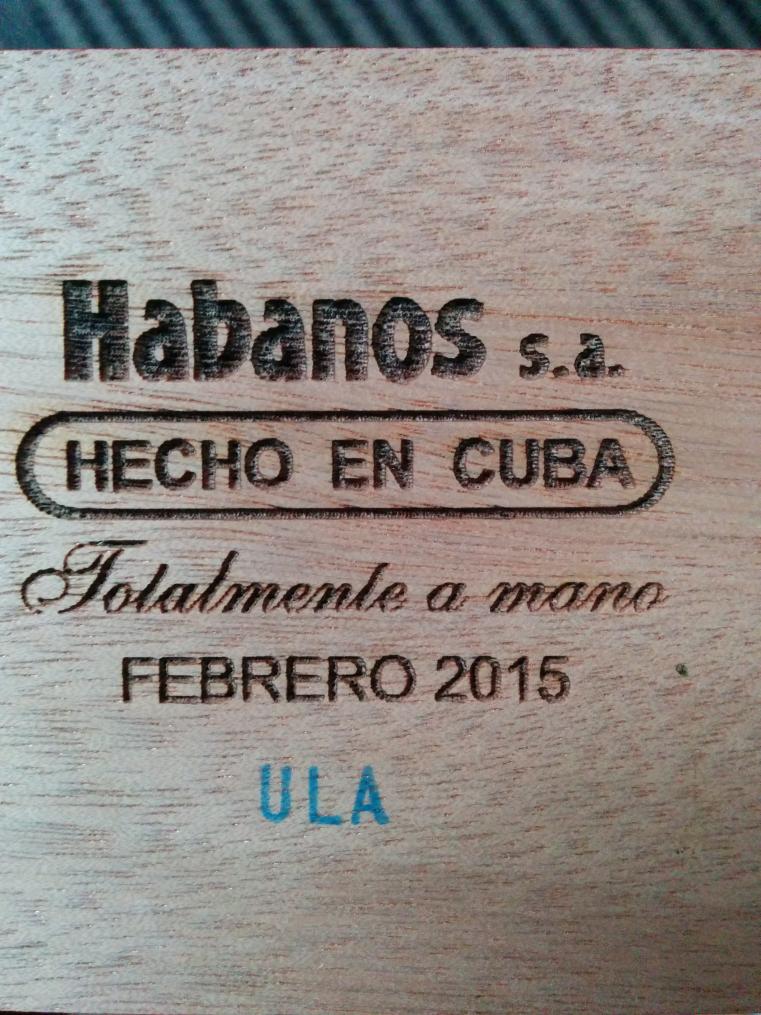 Habanos s.a.
HECHO EN CUBA
Totalmente a mano
FEBRERO 2015
ULA